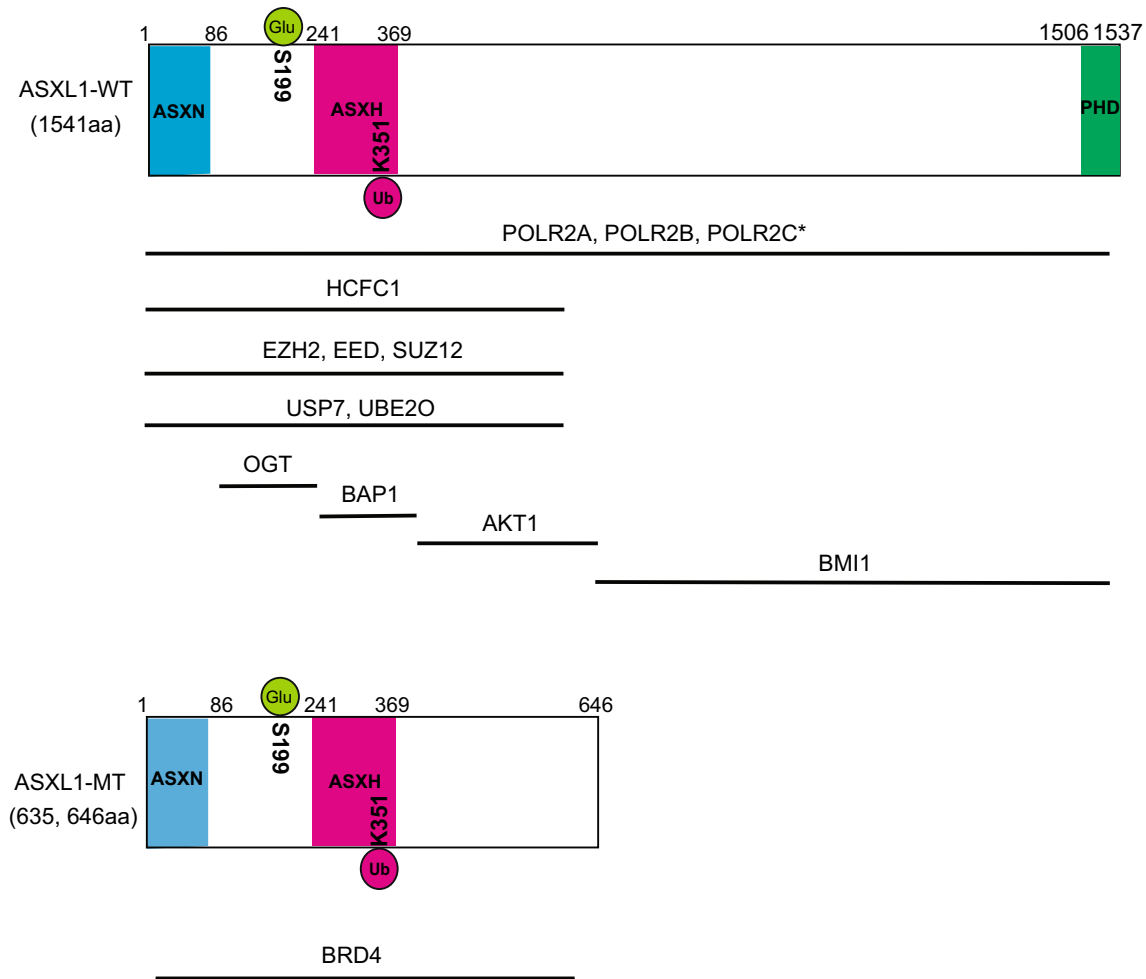 1 86 Glu 241 369 1506 1537
S199
ASXL1-WT
(1541aa)
ASXN
ASXH
PHD
K351
Ub
POLR2A, POLR2B, POLR2C*
HCFC1
EZH2, EED, SUZ12
USP7, UBE2O
OGT
BAP1
AKT1
BMI1
1 86 Glu 241 369 646
S199
ASXL1-MT
(635, 646aa)
ASXN
ASXH
K351
Ub
BRD4